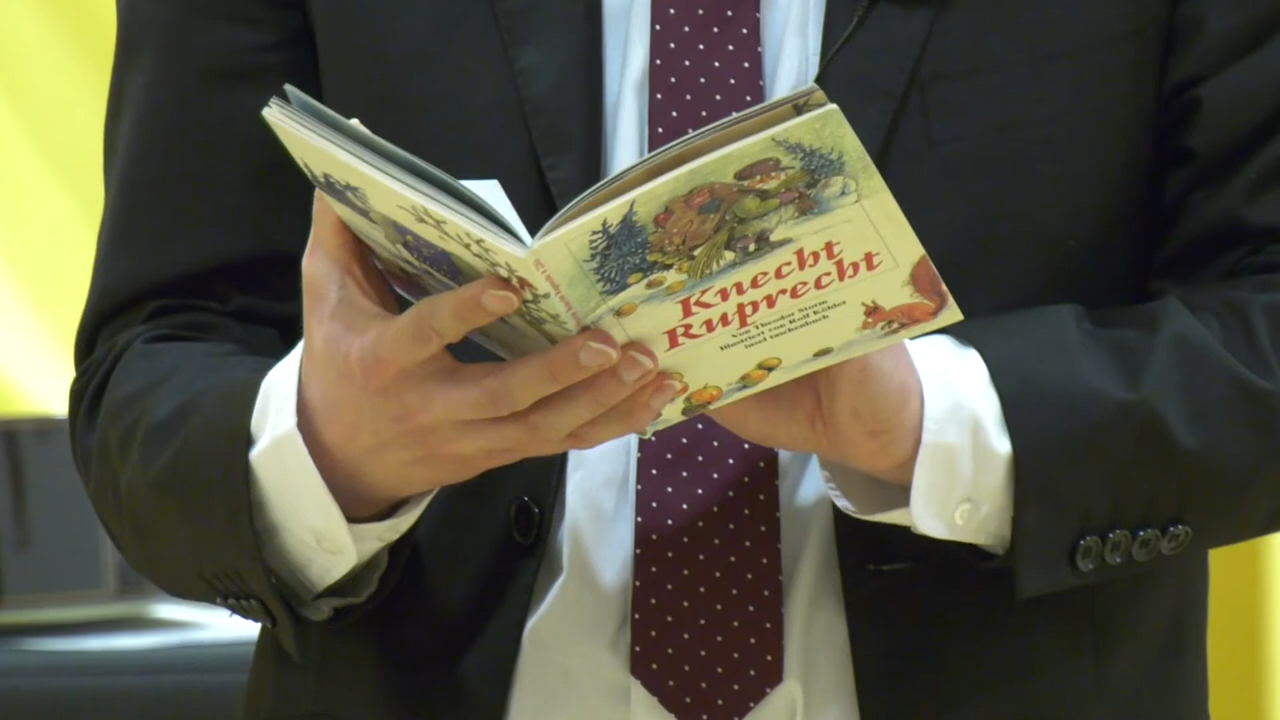 Knecht
Ruprecht
Von Theodor Storm
Illustriert von Rolf Köhler
insel taschenbuch